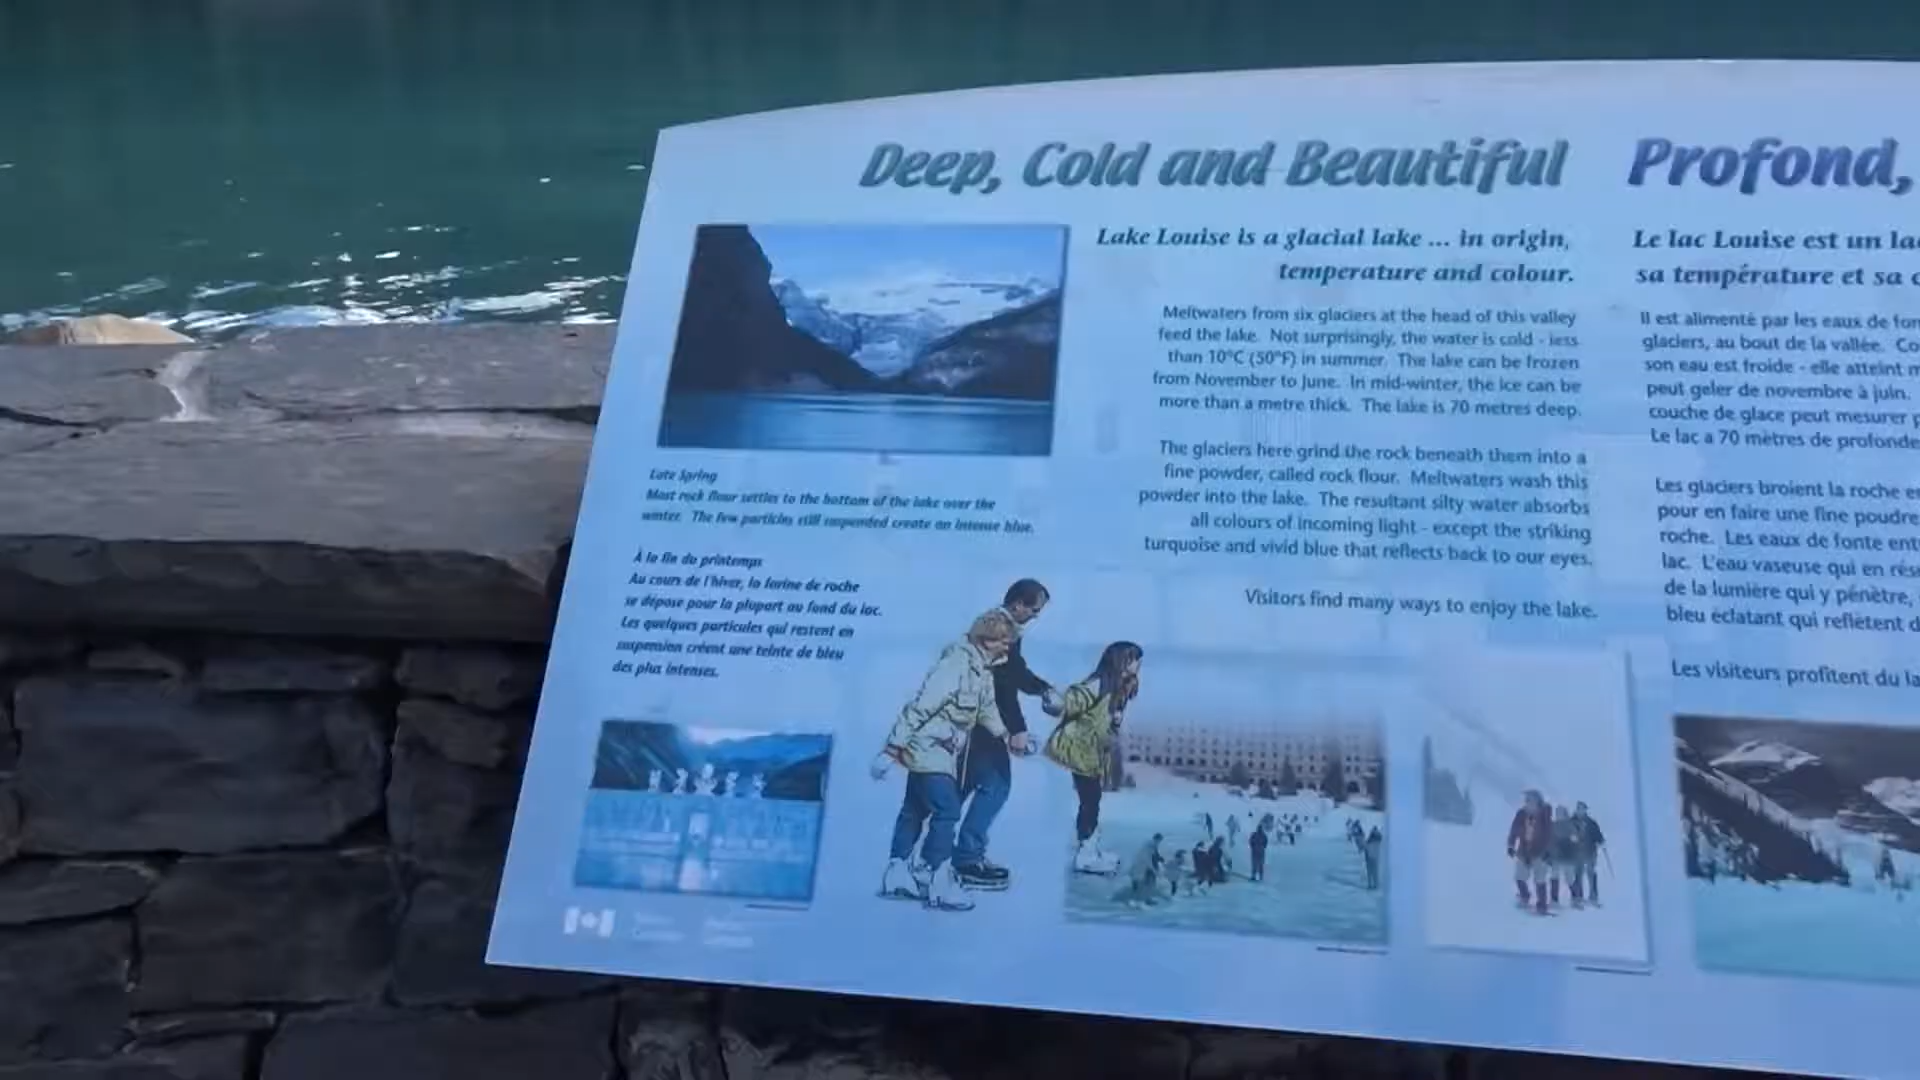 Deep, Cold and Beautiful
Lake Louise is a glacial lake ... in origin,
temperature and colour.
Meltwaters from six glaciers at the head of this valley
feed the lake. Not surprisingly, the water is cold - less
than 10°C (50°F) in summer. The lake can be frozen
from November to June. In mid-winter, the ice can be
more than a metre thick. The lake is 70 metres deep.
The glaciers here grind the rock beneath them into a
fine powder, called rock flour. Meltwaters wash this
powder into the lake. The resultant silty water absorbs
all colours of incoming light - except the striking
turquoise and vivid blue that reflects back to our eyes.
Visitors find many ways to enjoy the lake.
Late Spring
Most rock flour settles to the bottom of the lake over the
winter. The few particles still suspended create an intense blue.
À la fin du printemps
Au cours de l'hiver, la farine de roche
se dépose pour la plupart au fond du lac.
Les quelques particules qui restent en
suspension créent une teinte de bleu
des plus intenses.
Profond,
Le lac Louise est un la
sa température et sa c
Il est alimenté par les eaux de fon
glaciers, au bout de la vallée. Co
son eau est froide - elle atteint m
peut geler de novembre à juin.
couche de glace peut mesurer p
Le lac a 70 mètres de profonde
Les glaciers broient la roche e
pour en faire une fine poudre
roche. Les eaux de fonte ent
lac. L'eau vaseuse qui en rés
de la lumière qui y pénètre,
bleu éclatant qui reflètent d
Les visiteurs profitent du la